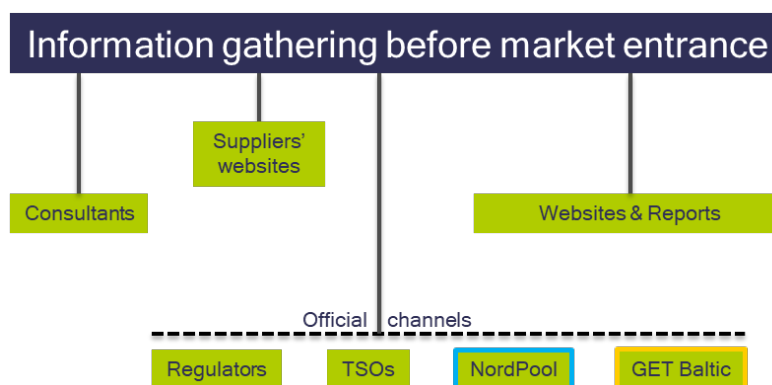 Information gathering before market entrance
Suppliers'
websites
Consultants
Websites & Reports
Official channels
Regulators
TSOs
NordPool
GET Baltic